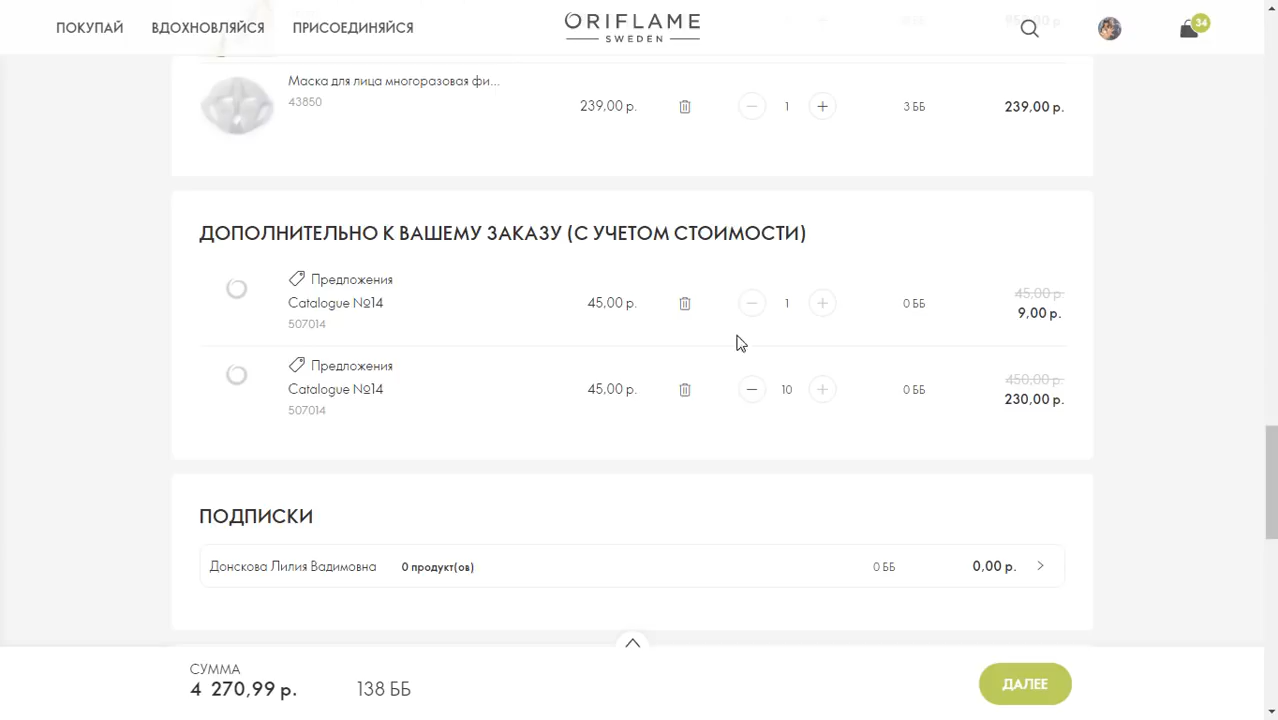 ПОКУПАЙ ВДОХНОВЛЯЙСЯ ПРИСОЕДИНЯЙСЯ
ORIFLAME
SWEDEN
34
Маска для лица многоразовая фи...
43850
239,00 р. 1 3 ББ 239,00 р.
ДОПОЛНИТЕЛЬНО К ВАШЕМУ ЗАКАЗУ (С УЧЕТОМ СТОИМОСТИ)
Предложения
Catalogue №14
507014
45,00 р. 1 0 ББ 45,00 р.
9,00 р.
Предложения
Catalogue №14
507014
45,00 р. 10 0 ББ 450,00 р.
230,00 р.
ПОДПИСКИ
Донскова Лилия Вадимовна 0 продукт(ов) 0 ББ 0,00 р.
СУММА
4 270,99 р. 138 ББ
ДАЛЕЕ